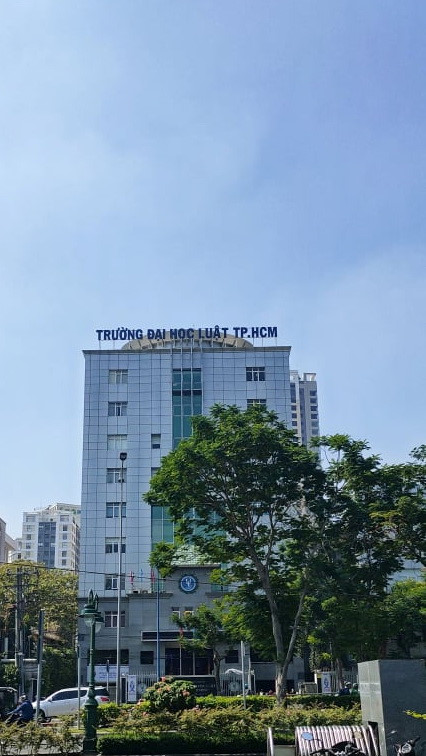 TRƯỜNG ĐẠI HỌC LUẬT TP.HCM